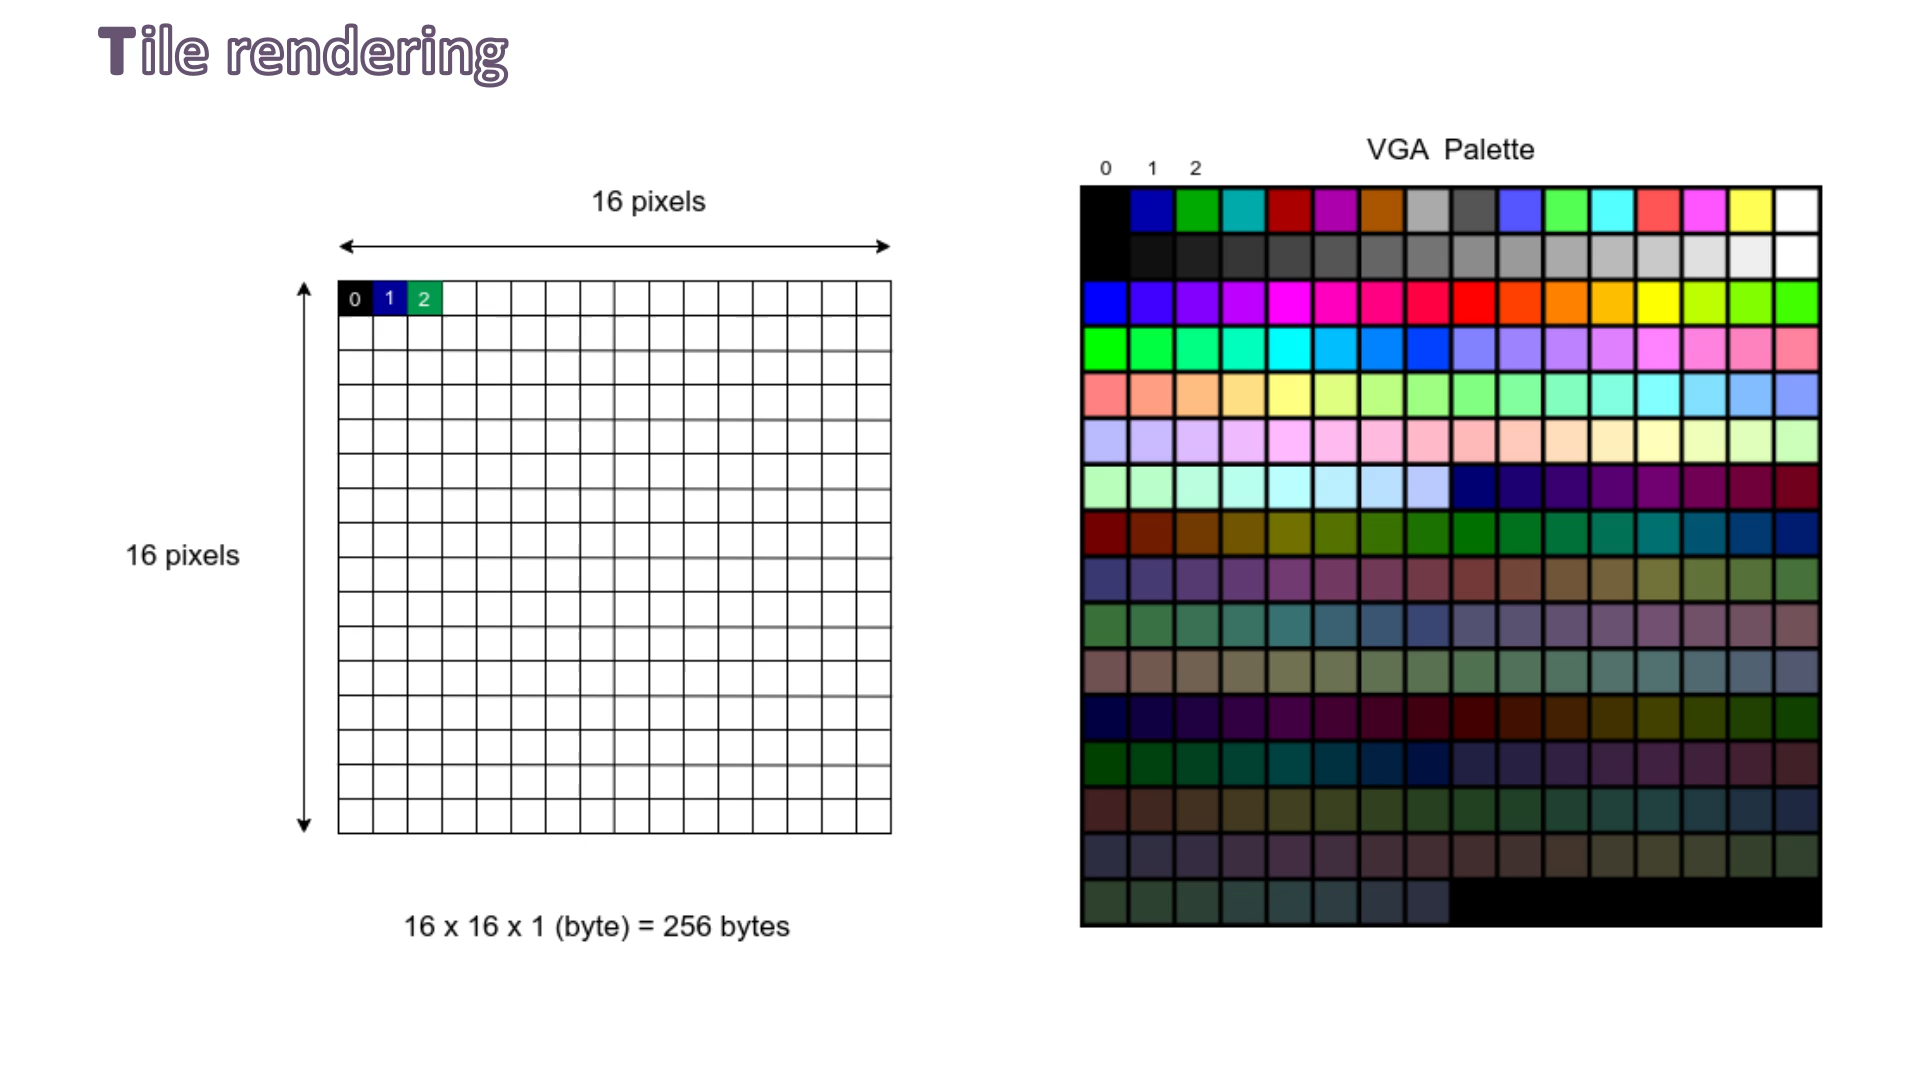 Tile rendering
VGA Palette
0 1 2
16 pixels
0 1 2
16 pixels
16 x 16 x 1 (byte) = 256 bytes